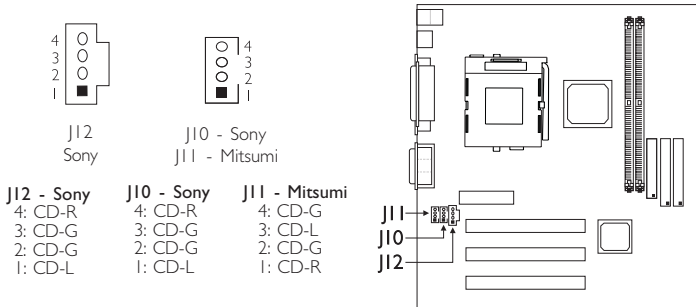 4
3
2
1
J12
Sony
4
3
2
1
J10 - Sony
J11 - Mitsumi
J12 - Sony
4: CD-R
3: CD-G
2: CD-G
1: CD-L
J10 - Sony
4: CD-R
3: CD-G
2: CD-G
1: CD-L
J11 - Mitsumi
4: CD-G
3: CD-L
2: CD-G
1: CD-R
J11
J10
J12